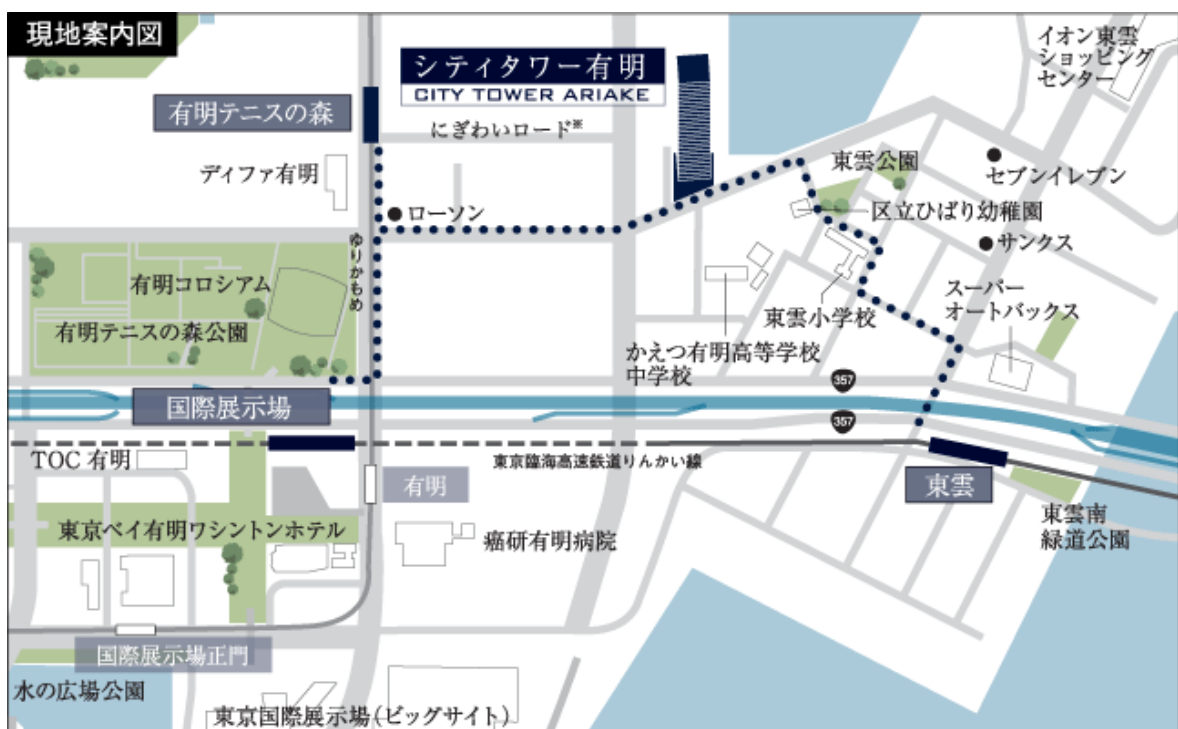 現地案内図
イオン東雲
ショッピング
センター
シティタワー有明
CITY TOWER ARIAKE
有明テニスの森
にぎわいロード※
ディファ有明
東雲公園
セブンイレブン
ローソン
区立ひばり幼稚園
サンクス
ゆりかもめ
有明コロシアム
スーパー
オートバックス
東雲小学校
有明テニスの森公園
かえつ有明高等学校
中学校
357
国際展示場
357
TOC 有明
東京臨海高速鉄道りんかい線
有明
東雲
東京ベイ有明ワシントンホテル
癌研有明病院
東雲南
緑道公園
国際展示場正門
水の広場公園
東京国際展示場(ビッグサイト)